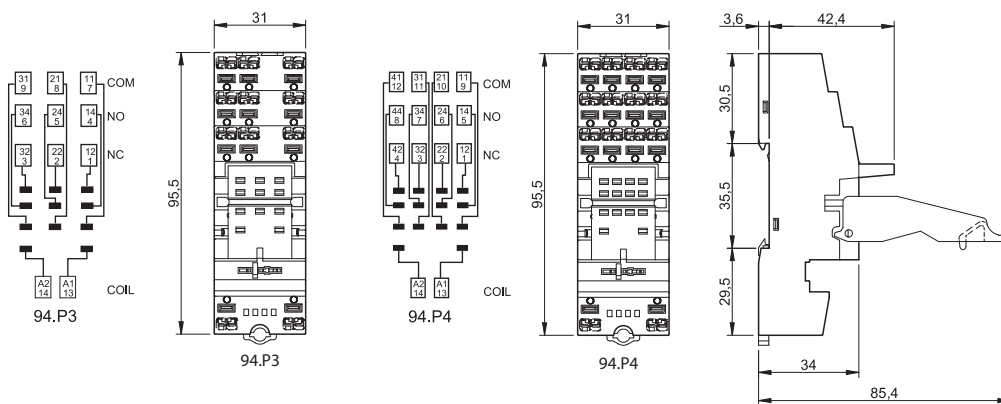 31 9
21 8
11 7
COM
34 6
24 5
14 4
NO
32 3
22 2
12 1
NC
A2 14
A1 13
COIL
94.P3
31
95,5
94.P3
41 12
31 11
21 10
11 9
COM
44 8
34 7
24 6
14 5
NO
42 4
32 3
22 2
12 1
NC
A2 14
A1 13
COIL
94.P4
31
95,5
94.P4
3,6
42,4
30,5
35,5
29,5
34
85,4